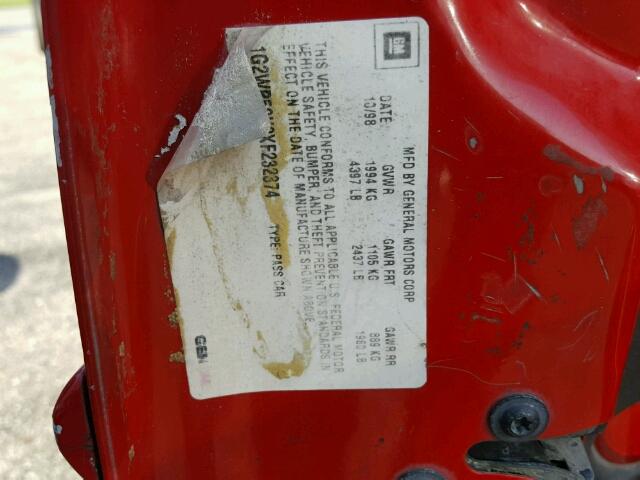 GM
MFD BY GENERAL MOTORS CORP
DATE GVWR GAWR FRT GAWR RR
10/98 1994 KG 1105 KG 889 KG
4397 LB 2437 LB 1960 LB
THIS VEHICLE CONFORMS TO ALL APPLICABLE U.S. FEDERAL MOTOR
VEHICLE SAFETY, BUMPER, AND THEFT PREVENTION STANDARDS IN
EFFECT ON THE DATE OF MANUFACTURE SHOWN ABOVE.
TYPE: PASS CAR